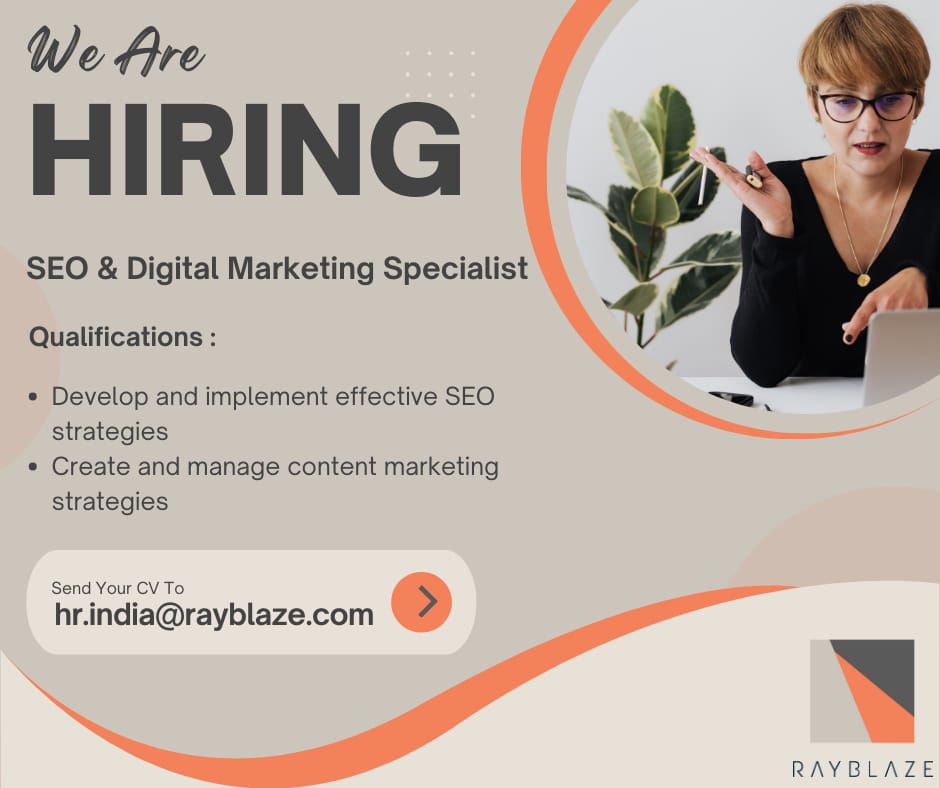 We Are
HIRING
SEO & Digital Marketing Specialist
Qualifications :
• Develop and implement effective SEO
strategies
• Create and manage content marketing
strategies
Send Your CV To
hr.india@rayblaze.com
RAYBLAZE